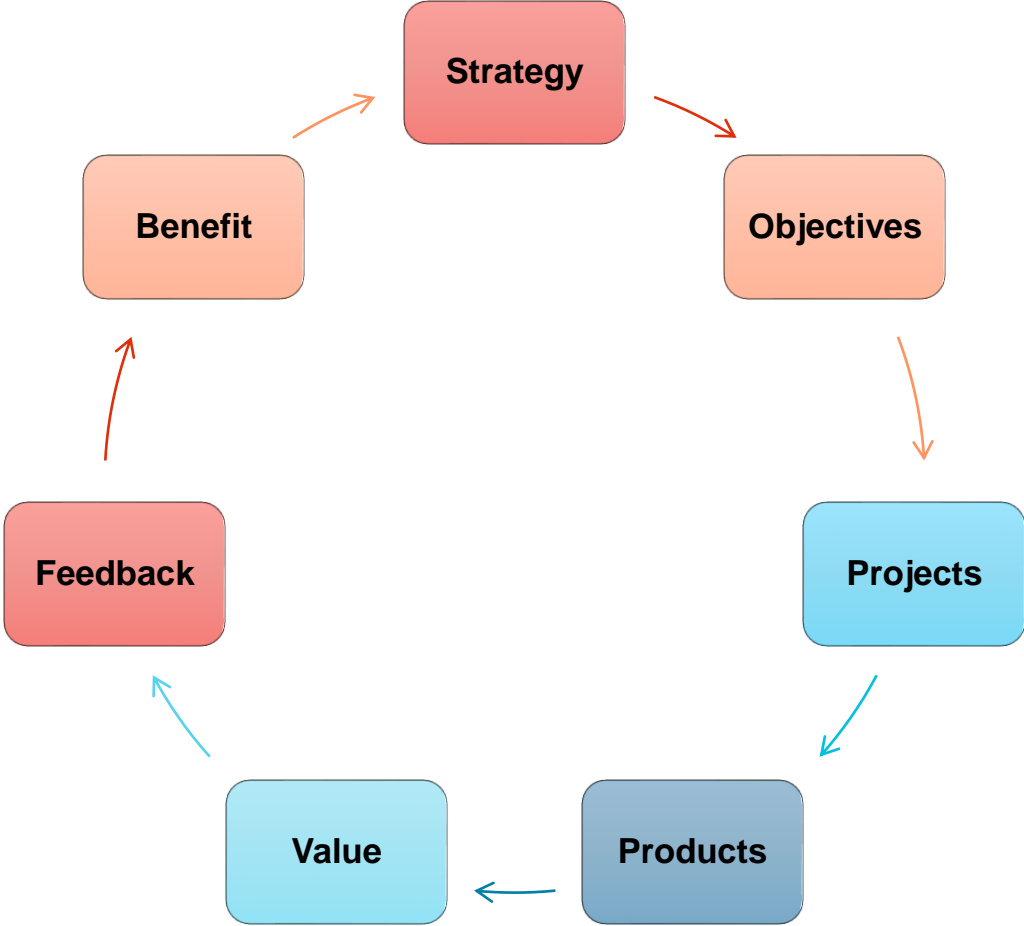 Strategy
Objectives
Projects
Products
Value
Feedback
Benefit